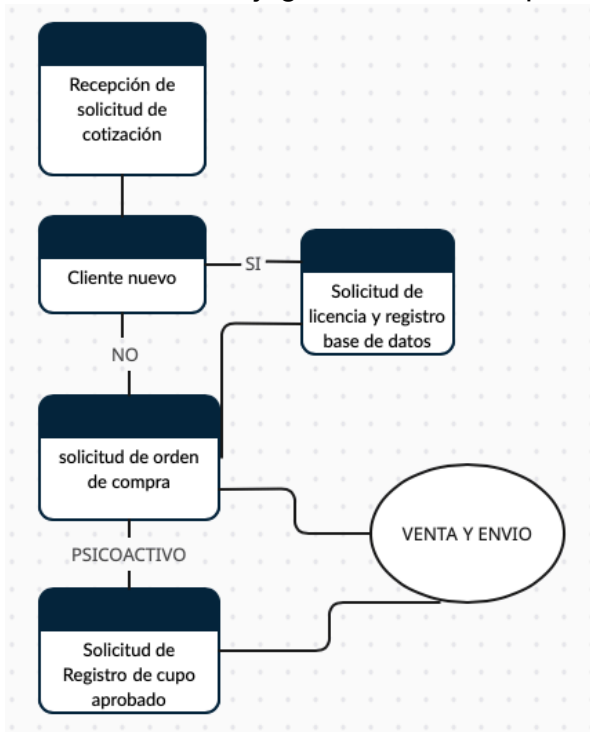 Recepción de
solicitud de
cotización
Cliente nuevo
SI
Solicitud de
licencia y registro
base de datos
NO
solicitud de orden
de compra
VENTA Y ENVIO
PSICOACTIVO
Solicitud de
Registro de cupo
aprobado